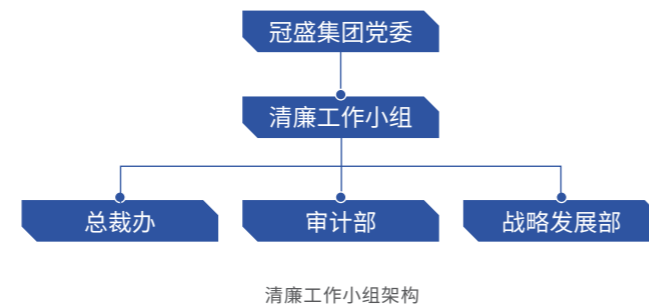 冠盛集团党委
清廉工作小组
总裁办
审计部
战略发展部
清廉工作小组架构